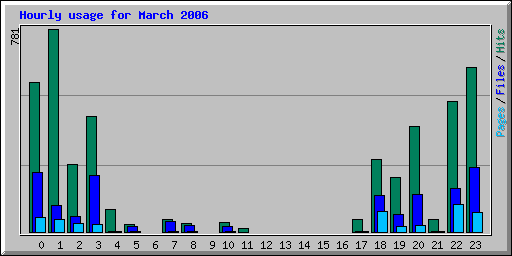 Hourly usage for March 2006
781
Pages / Files / Hits
0 1 2 3 4 5 6 7 8 9 10 11 12 13 14 15 16 17 18 19 20 21 22 23